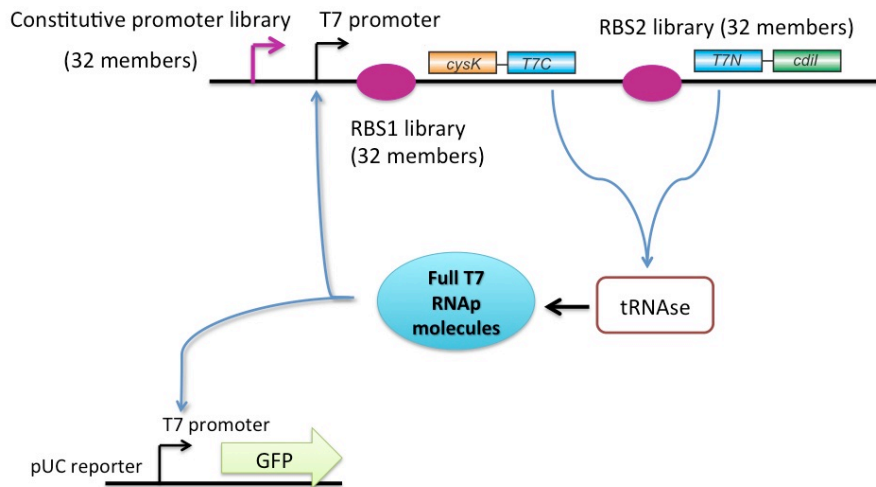 Constitutive promoter library
(32 members)
T7 promoter
RBS2 library (32 members)
cysK
T7C
T7N
cdiI
RBS1 library
(32 members)
Full T7
RNAp
molecules
tRNAse
T7 promoter
pUC reporter
GFP